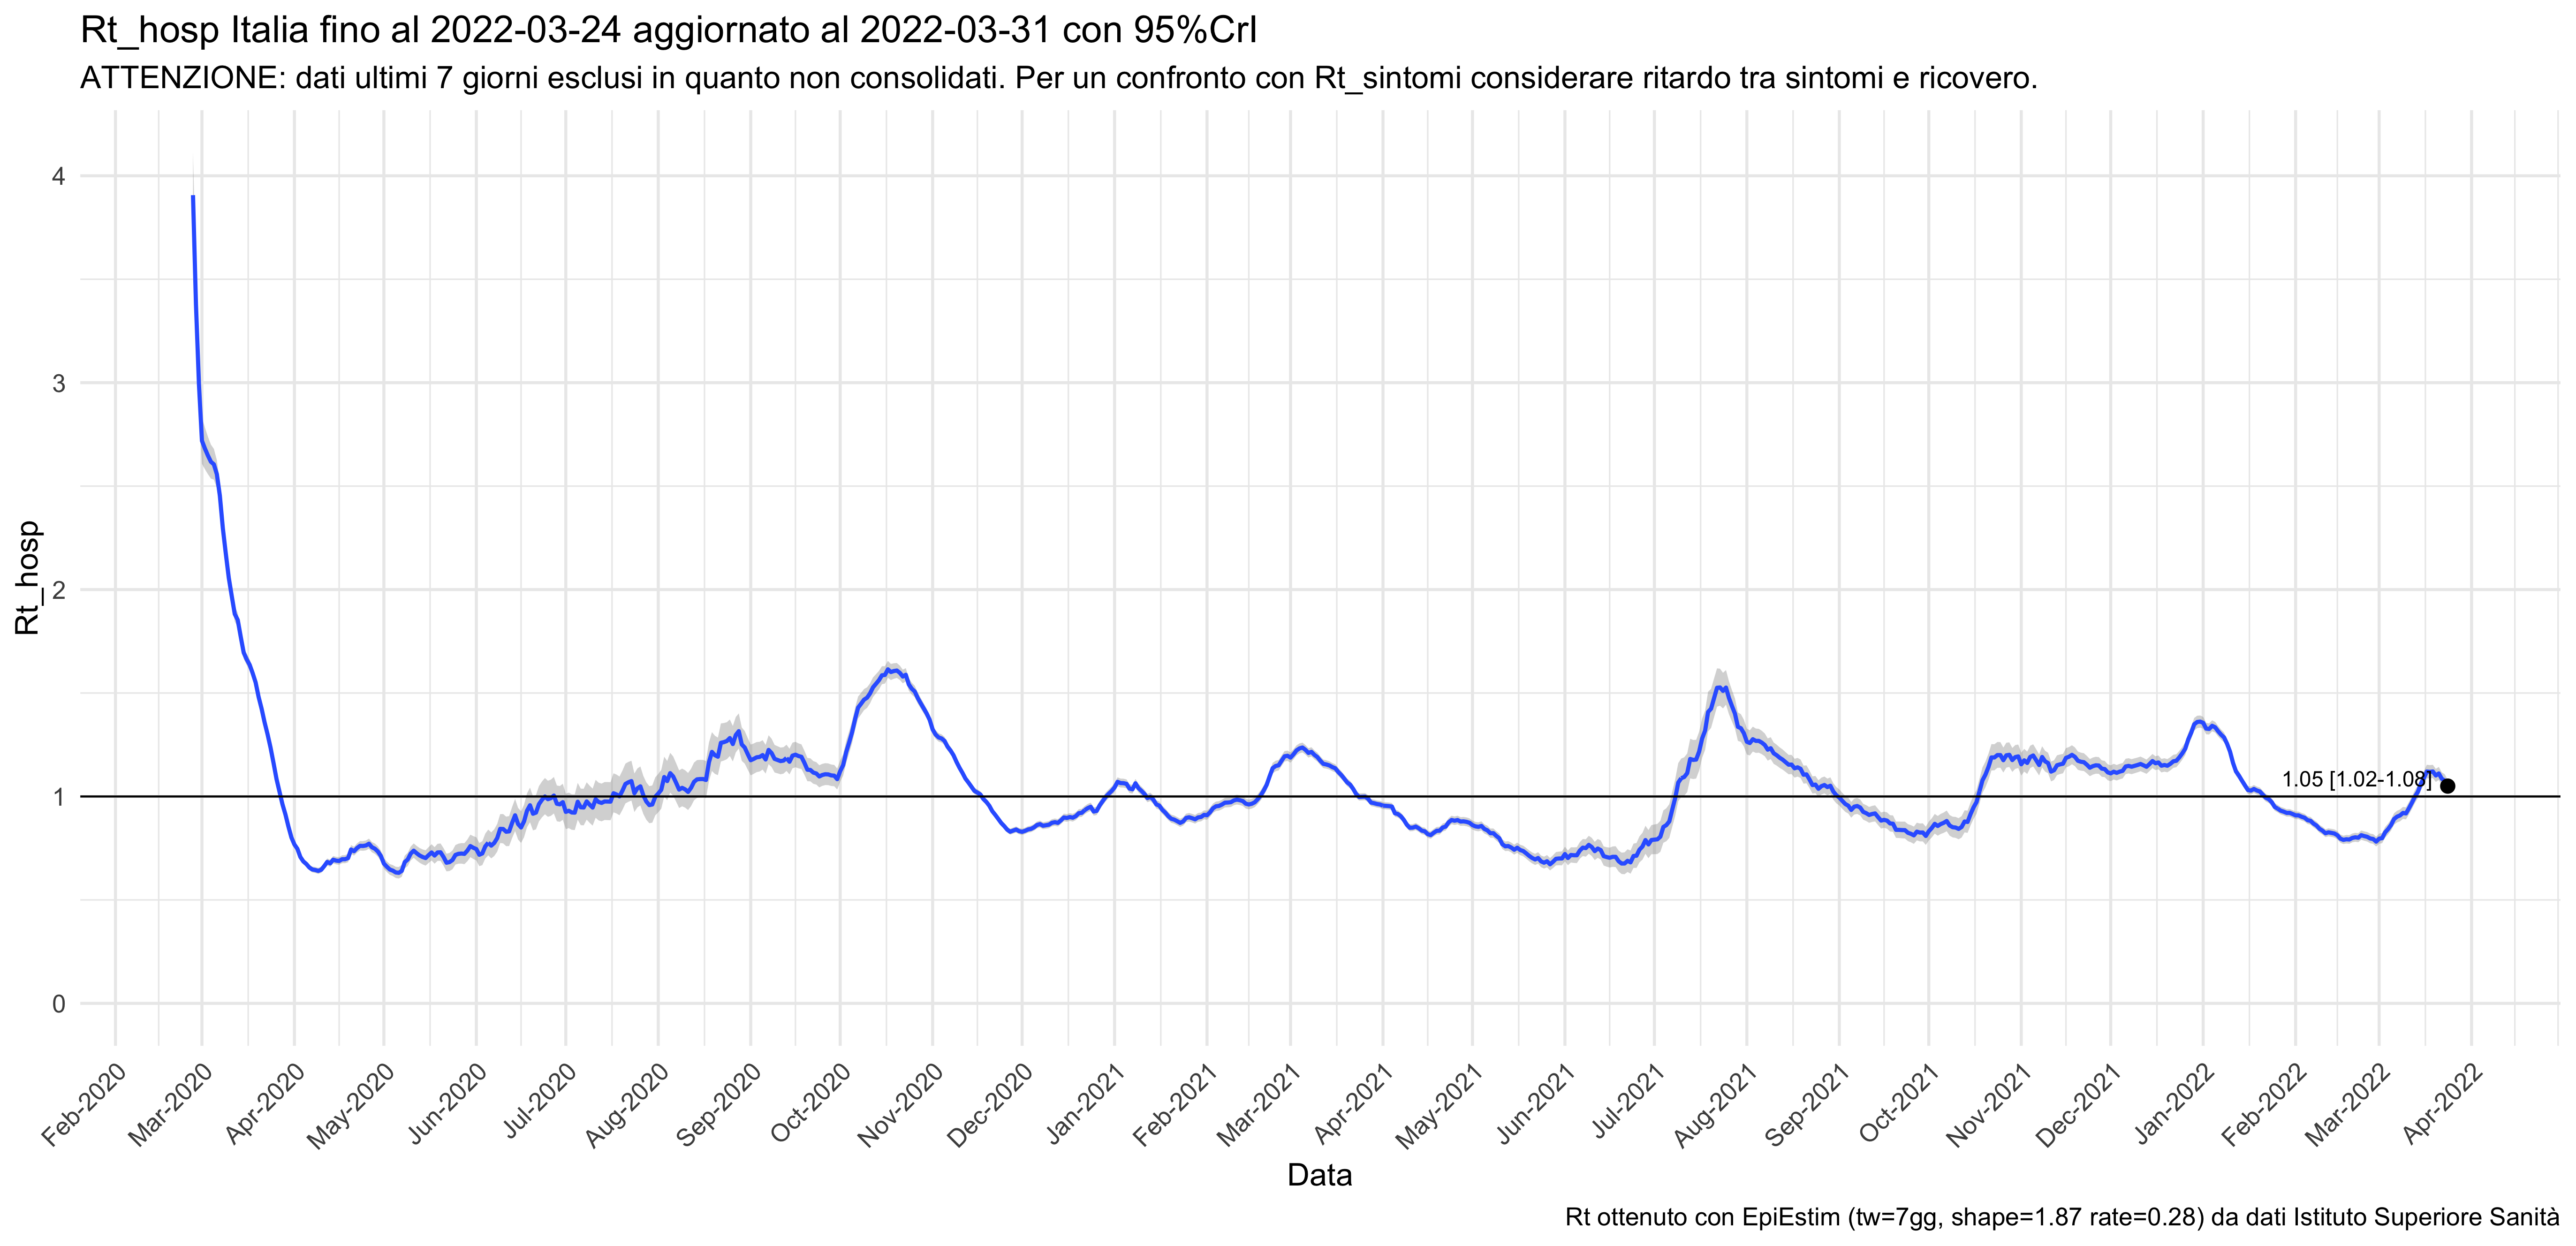 Rt_hosp Italia fino al 2022-03-24 aggiornato al 2022-03-31 con 95%CrI
ATTENZIONE: dati ultimi 7 giorni esclusi in quanto non consolidati. Per un confronto con Rt_sintomi considerare ritardo tra sintomi e ricovero.
4
3
2
1
0
Rt_hosp
1.05 [1.02-1.08]
Feb-2020
Mar-2020
Apr-2020
May-2020
Jun-2020
Jul-2020
Aug-2020
Sep-2020
Oct-2020
Nov-2020
Dec-2020
Jan-2021
Feb-2021
Mar-2021
Apr-2021
May-2021
Jun-2021
Jul-2021
Aug-2021
Sep-2021
Oct-2021
Nov-2021
Dec-2021
Jan-2022
Feb-2022
Mar-2022
Apr-2022
Data
Rt ottenuto con EpiEstim (tw=7gg, shape=1.87 rate=0.28) da dati Istituto Superiore Sanità